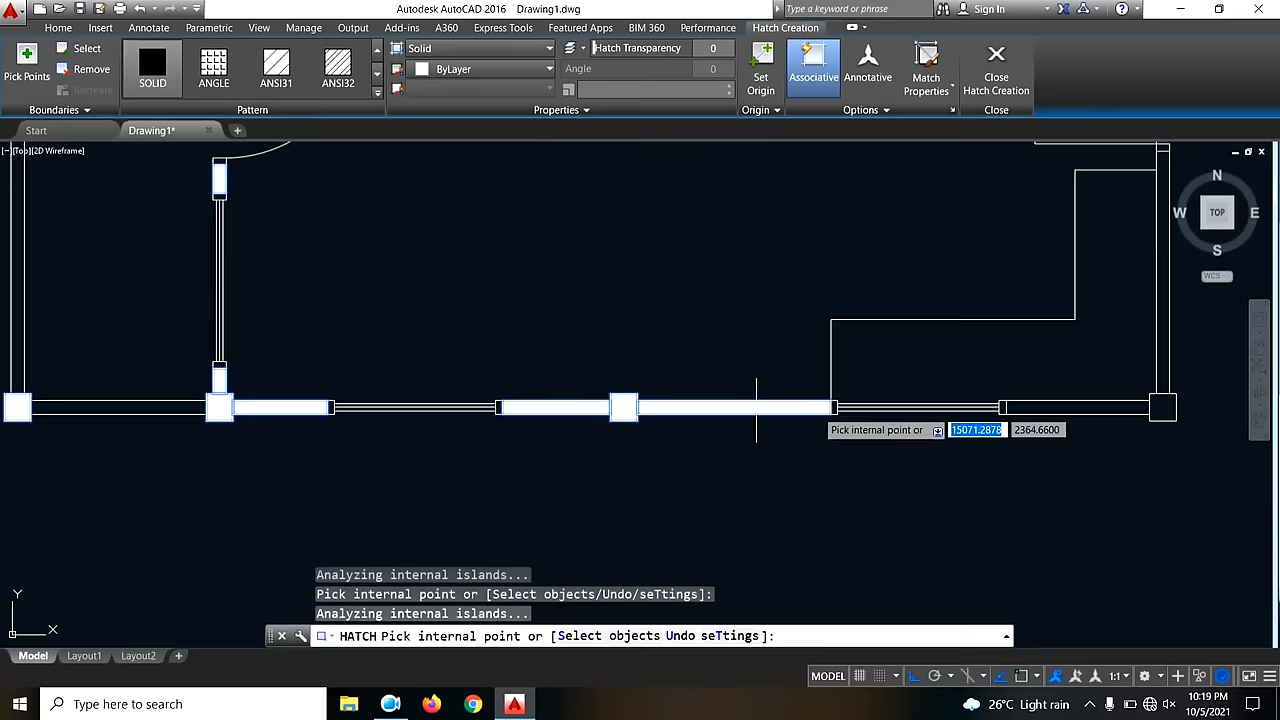 Autodesk AutoCAD 2016 Drawing1.dwg
Type a keyword or phrase
Sign In
Home Insert Annotate Parametric View Manage Output Add-ins A360 Express Tools Featured Apps BIM 360 Performance Hatch Creation
Pick Points
Select
Remove
Recreate
Boundaries
SOLID
ANGLE
ANSI31
ANSI32
Pattern
Solid
ByLayer
Hatch Transparency 0
Angle 0
Properties
Set Origin
Origin
Associative
Annotative
Match Properties
Options
Close Hatch Creation
Close
Start
Drawing1*
[−][Top][2D Wireframe]
N
W
TOP
E
S
WCS
Pick internal point or
15071.2878
2364.6600
Analyzing internal islands...
Pick internal point or [Select objects/Undo/seTtings]:
Analyzing internal islands...
HATCH Pick internal point or [Select objects Undo seTtings]:
Y
X
Model Layout1 Layout2
MODEL
1:1
Type here to search
26°C Light rain
10:19 PM
10/5/2021